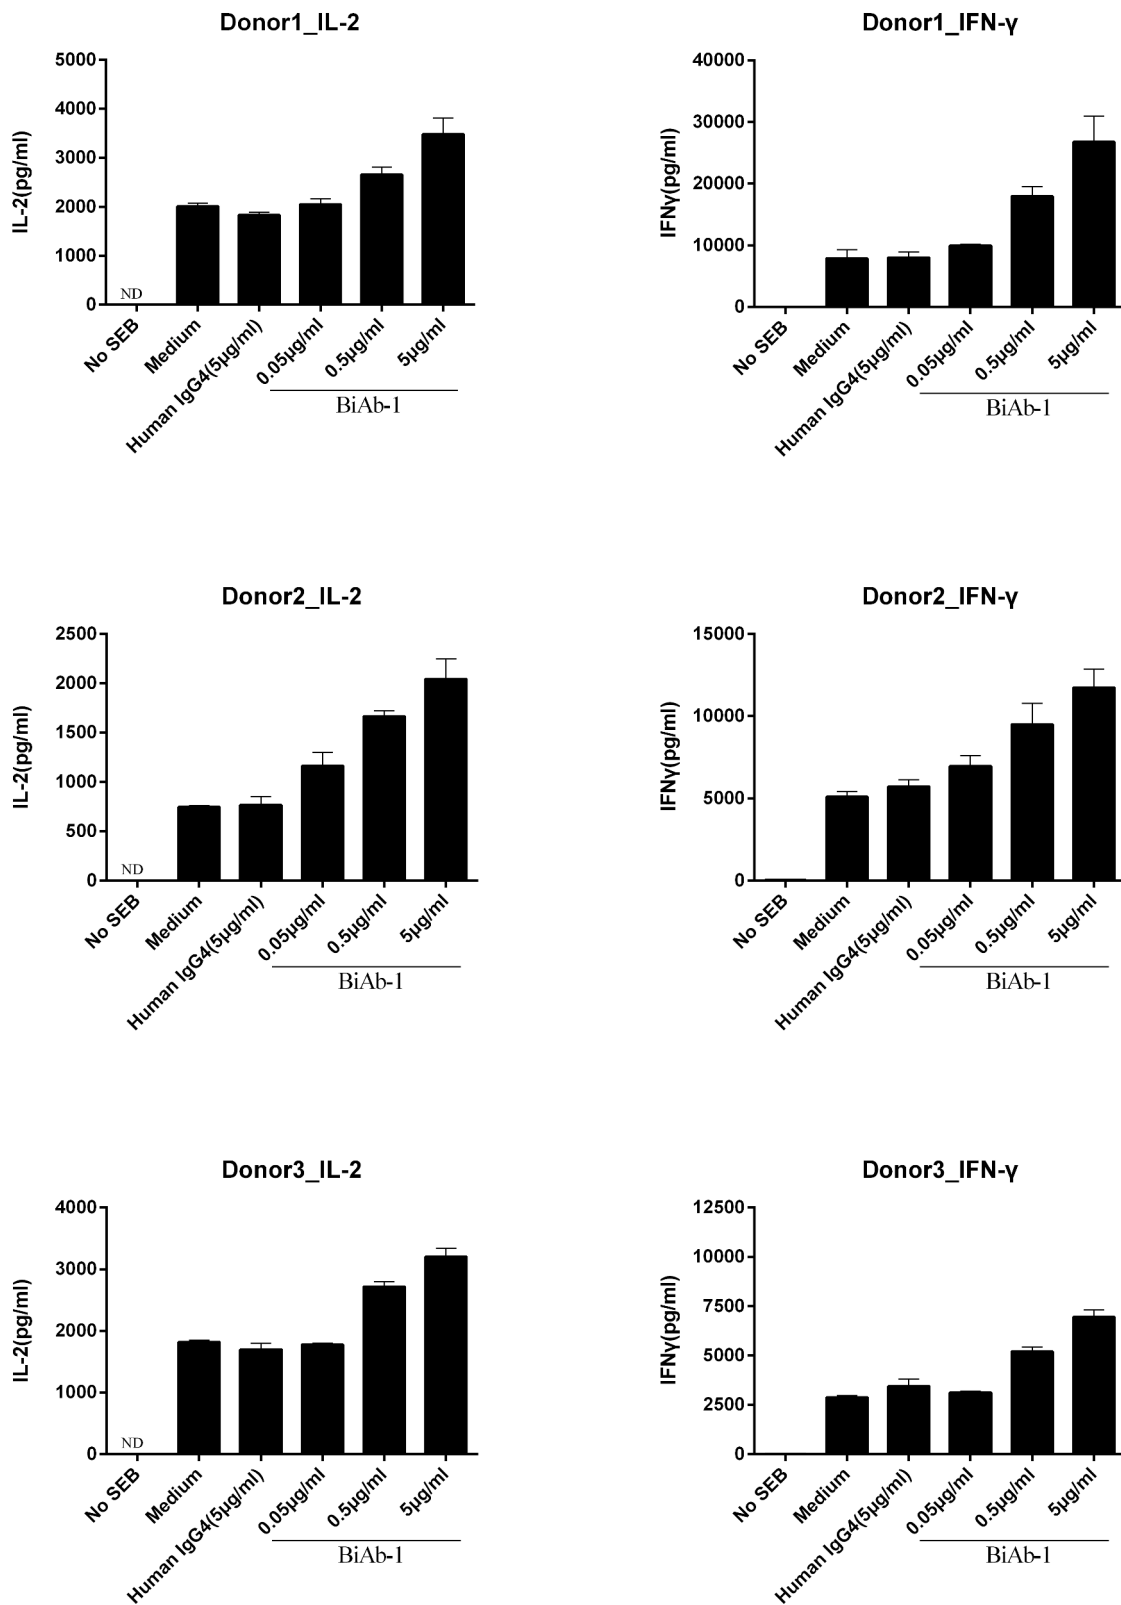 Donor1_IL-2
IL-2(pg/ml)
5000
4000
3000
2000
1000
0
ND
No SEB
Medium
Human IgG4(5μg/ml)
0.05μg/ml
0.5μg/ml
5μg/ml
BiAb-1
Donor1_IFN-γ
IFNγ(pg/ml)
40000
30000
20000
10000
0
No SEB
Medium
Human IgG4(5μg/ml)
0.05μg/ml
0.5μg/ml
5μg/ml
BiAb-1
Donor2_IL-2
IL-2(pg/ml)
2500
2000
1500
1000
500
0
ND
No SEB
Medium
Human IgG4(5μg/ml)
0.05μg/ml
0.5μg/ml
5μg/ml
BiAb-1
Donor2_IFN-γ
IFNγ(pg/ml)
15000
10000
5000
0
No SEB
Medium
Human IgG4(5μg/ml)
0.05μg/ml
0.5μg/ml
5μg/ml
BiAb-1
Donor3_IL-2
IL-2(pg/ml)
4000
3000
2000
1000
0
ND
No SEB
Medium
Human IgG4(5μg/ml)
0.05μg/ml
0.5μg/ml
5μg/ml
BiAb-1
Donor3_IFN-γ
IFNγ(pg/ml)
12500
10000
7500
5000
2500
0
No SEB
Medium
Human IgG4(5μg/ml)
0.05μg/ml
0.5μg/ml
5μg/ml
BiAb-1